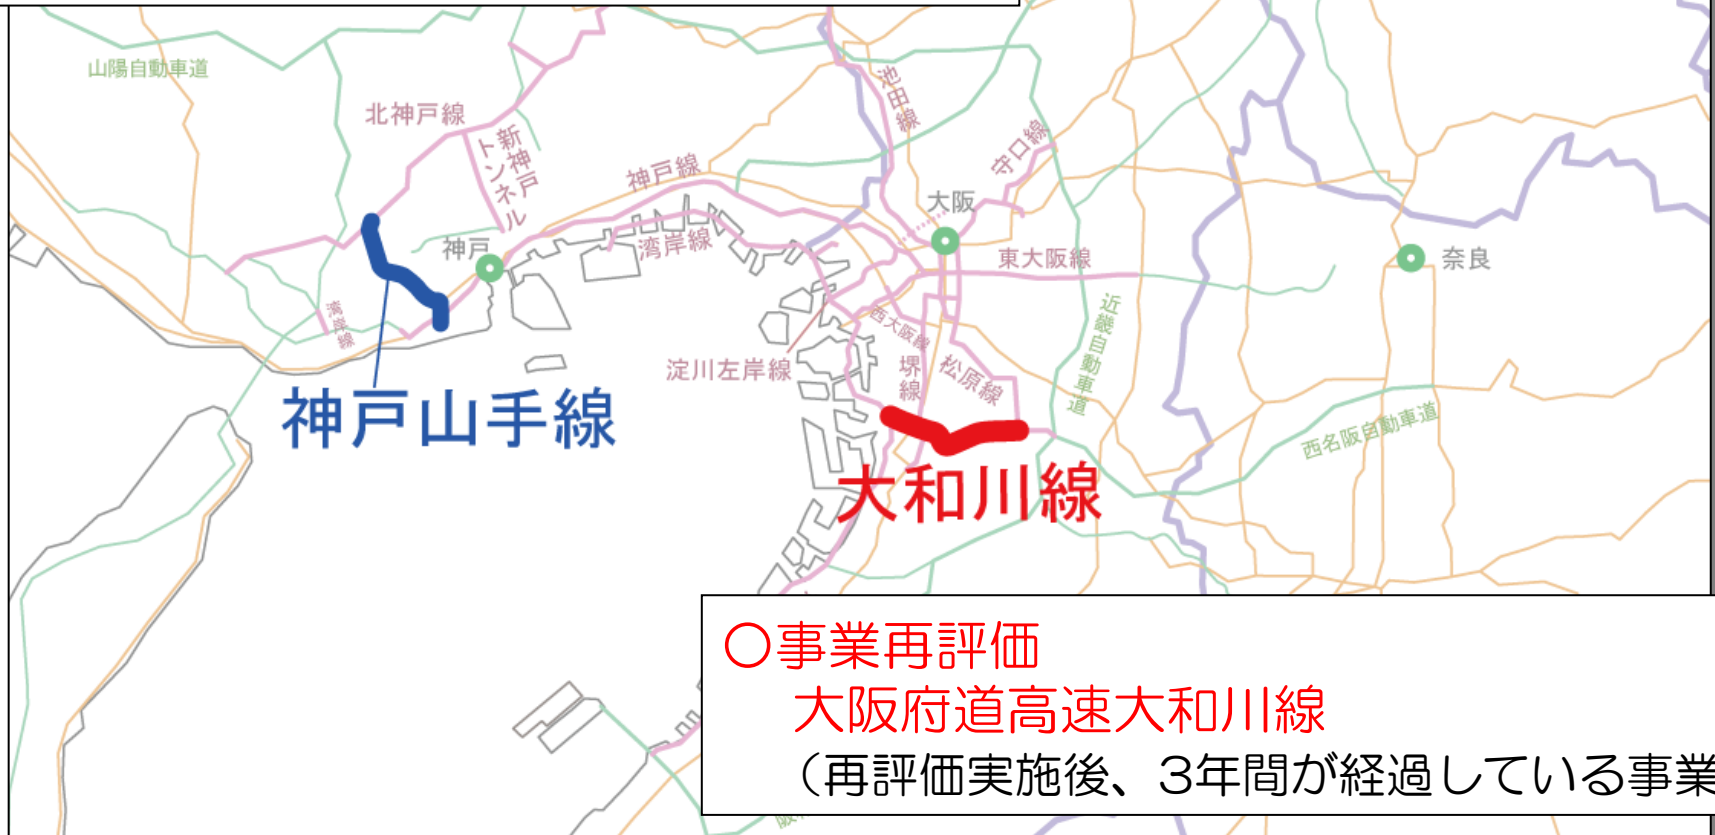 山陽自動車道
北神戸線
新神戸
トンネル
神戸線
池田線
守口線
大阪
神戸
湾岸線
東大阪線
奈良
湾岸線
西大阪線
近畿自動車道
淀川左岸線
堺線
松原線
神戸山手線
西名阪自動車道
大和川線
〇事業再評価
大阪府道高速大和川線
（再評価実施後、3年間が経過している事業